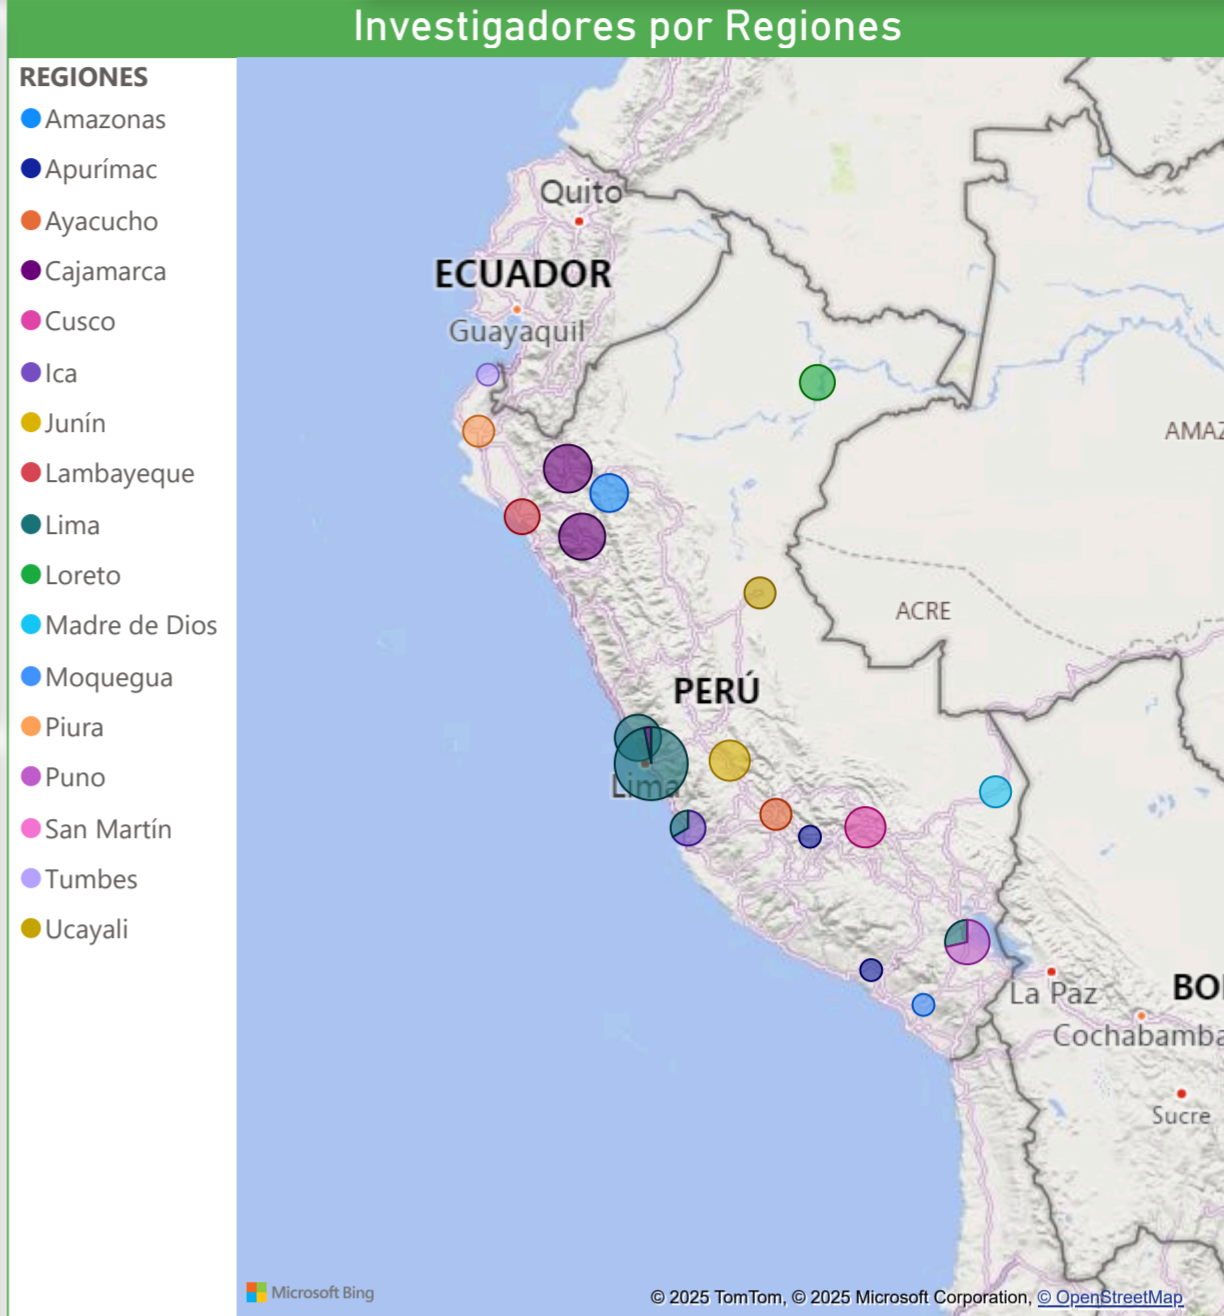 Investigadores por Regiones
REGIONES
Amazonas
Apurímac
Ayacucho
Cajamarca
Cusco
Ica
Junín
Lambayeque
Lima
Loreto
Madre de Dios
Moquegua
Piura
Puno
San Martín
Tumbes
Ucayali
Quito
ECUADOR
Guayaquil
AMAZ
ACRE
PERÚ
Lima
La Paz
BO
Cochabamba
Sucre
Microsoft Bing
© 2025 TomTom, © 2025 Microsoft Corporation, © OpenStreetMap